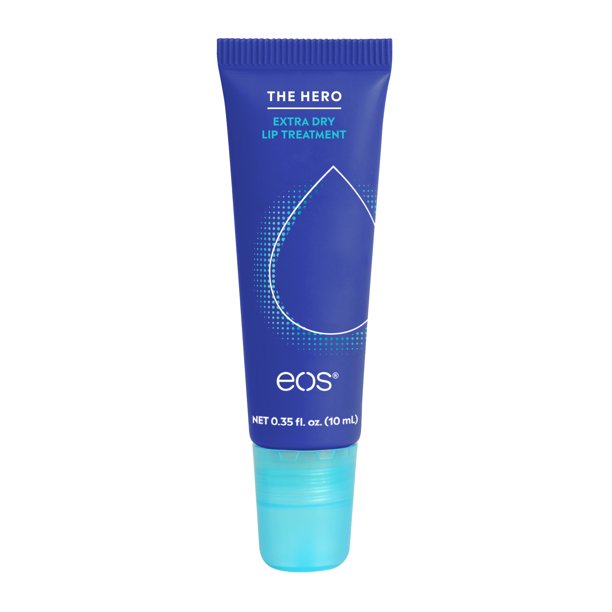 THE HERO
EXTRA DRY
LIP TREATMENT
eos®
NET 0.35 fl. oz. (10 mL)